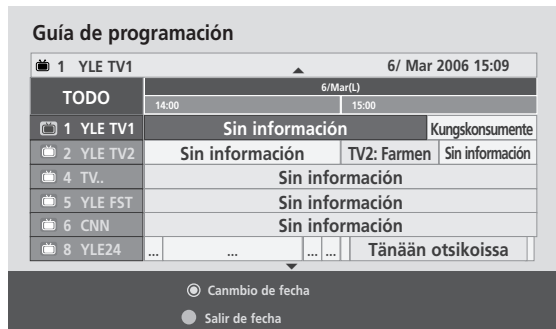 Guía de programación
1 YLE TV1 6/ Mar 2006 15:09
TODO 6/Mar(L)
14:00 15:00
1 YLE TV1 Sin información Kungskonsumente
2 YLE TV2 Sin información TV2: Farmen Sin información
4 TV.. Sin información
5 YLE FST Sin información
6 CNN Sin información
8 YLE24 ... ... ... ... Tänään otsikoissa
Canmbio de fecha
Salir de fecha